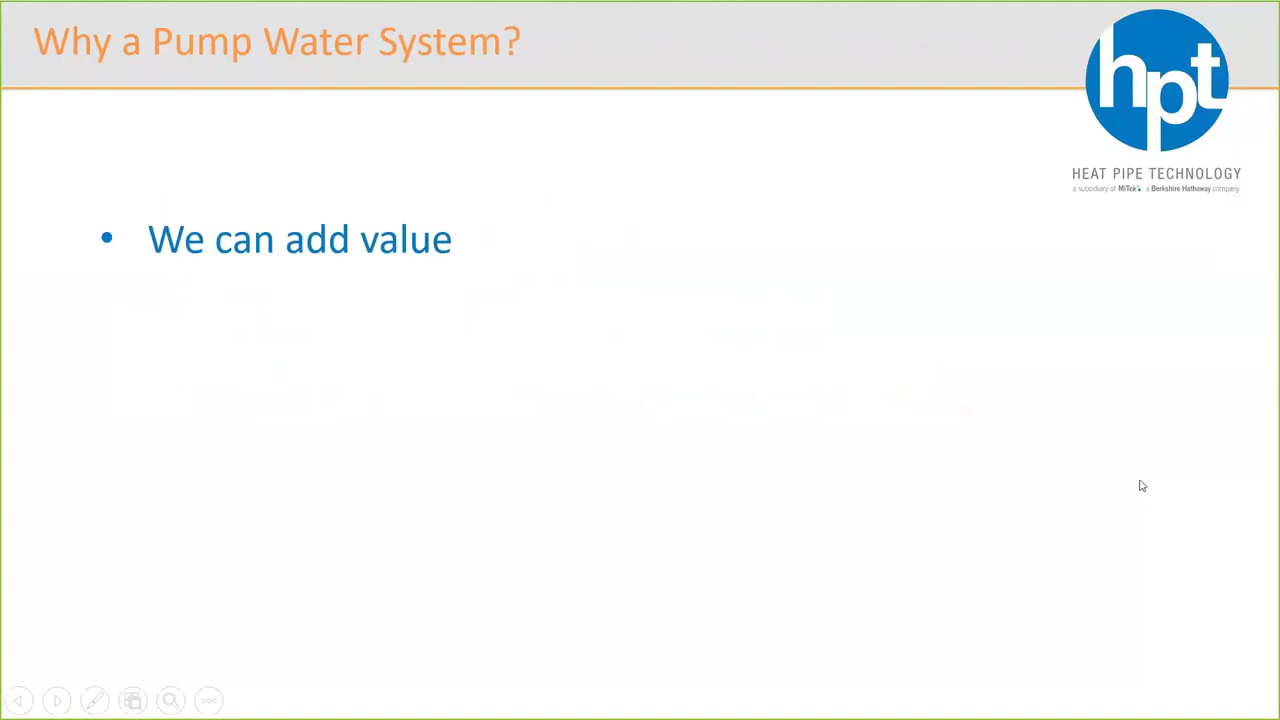 Why a Pump Water System?
hpt
HEAT PIPE TECHNOLOGY
a subsidiary of MiTek a Berkshire Hathaway company
• We can add value